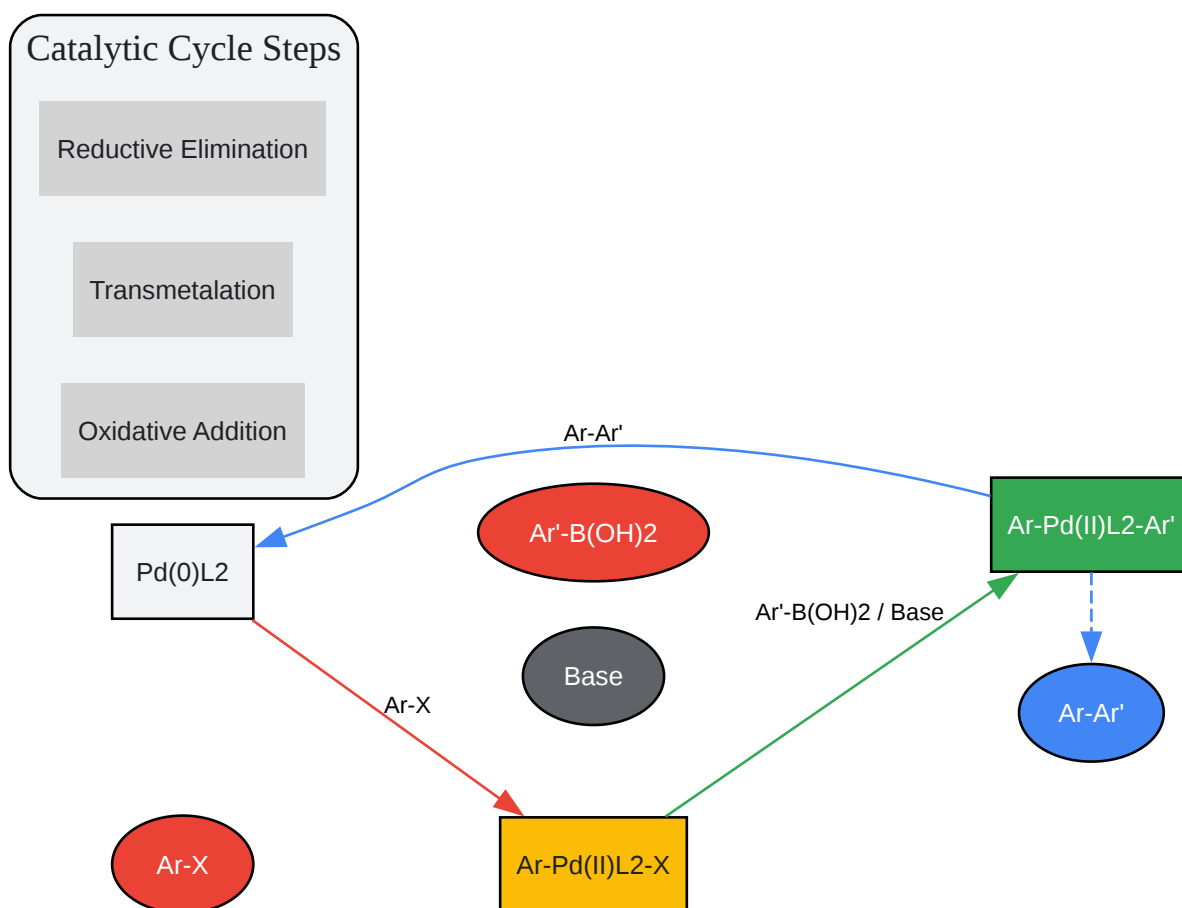 Catalytic Cycle Steps
Reductive Elimination
Transmetalation
Oxidative Addition
Ar-Ar'
Ar'-B(OH)2
Ar-Pd(II)L2-Ar'
Pd(0)L2
Ar'-B(OH)2 / Base
Base
Ar-X
Ar-Ar'
Ar-X
Ar-Pd(II)L2-X